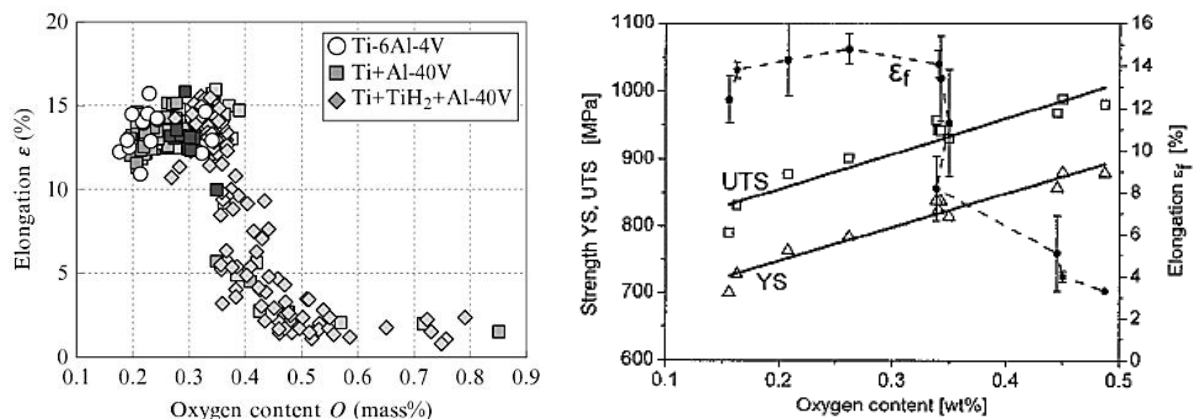 20
15
10
5
0
Elongation ε (%)
Ti-6Al-4V
Ti+Al-40V
Ti+TiH₂+Al-40V
0.1 0.2 0.3 0.4 0.5 0.6 0.7 0.8 0.9
Oxygen content O (mass%)
1100
1000
900
800
700
600
Strength YS, UTS [MPa]
εf
UTS
YS
16
14
12
10
8
6
4
2
0
Elongation εf [%]
0.1 0.2 0.3 0.4 0.5
Oxygen content [wt%]